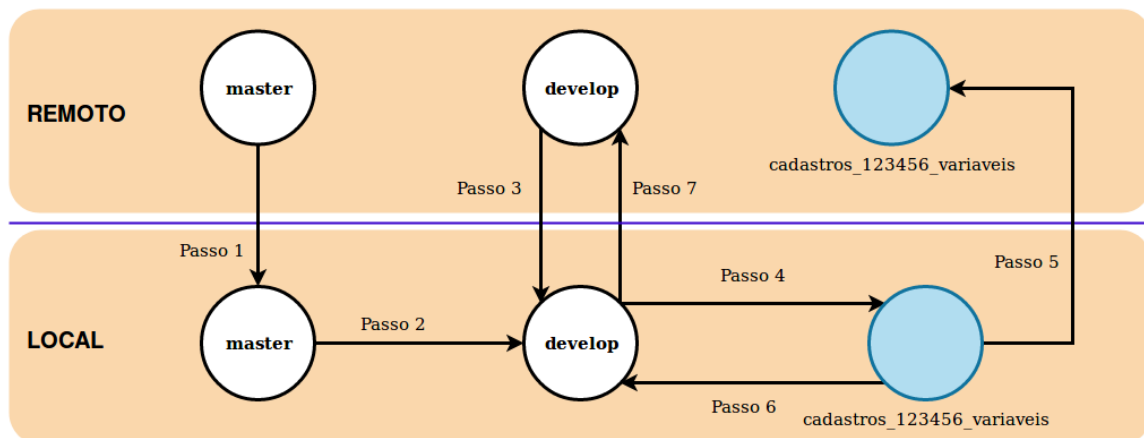 master
develop
REMOTO
cadastros_123456_variaveis
Passo 3
Passo 7
Passo 1
Passo 5
Passo 4
Passo 2
LOCAL
master
develop
Passo 6
cadastros_123456_variaveis